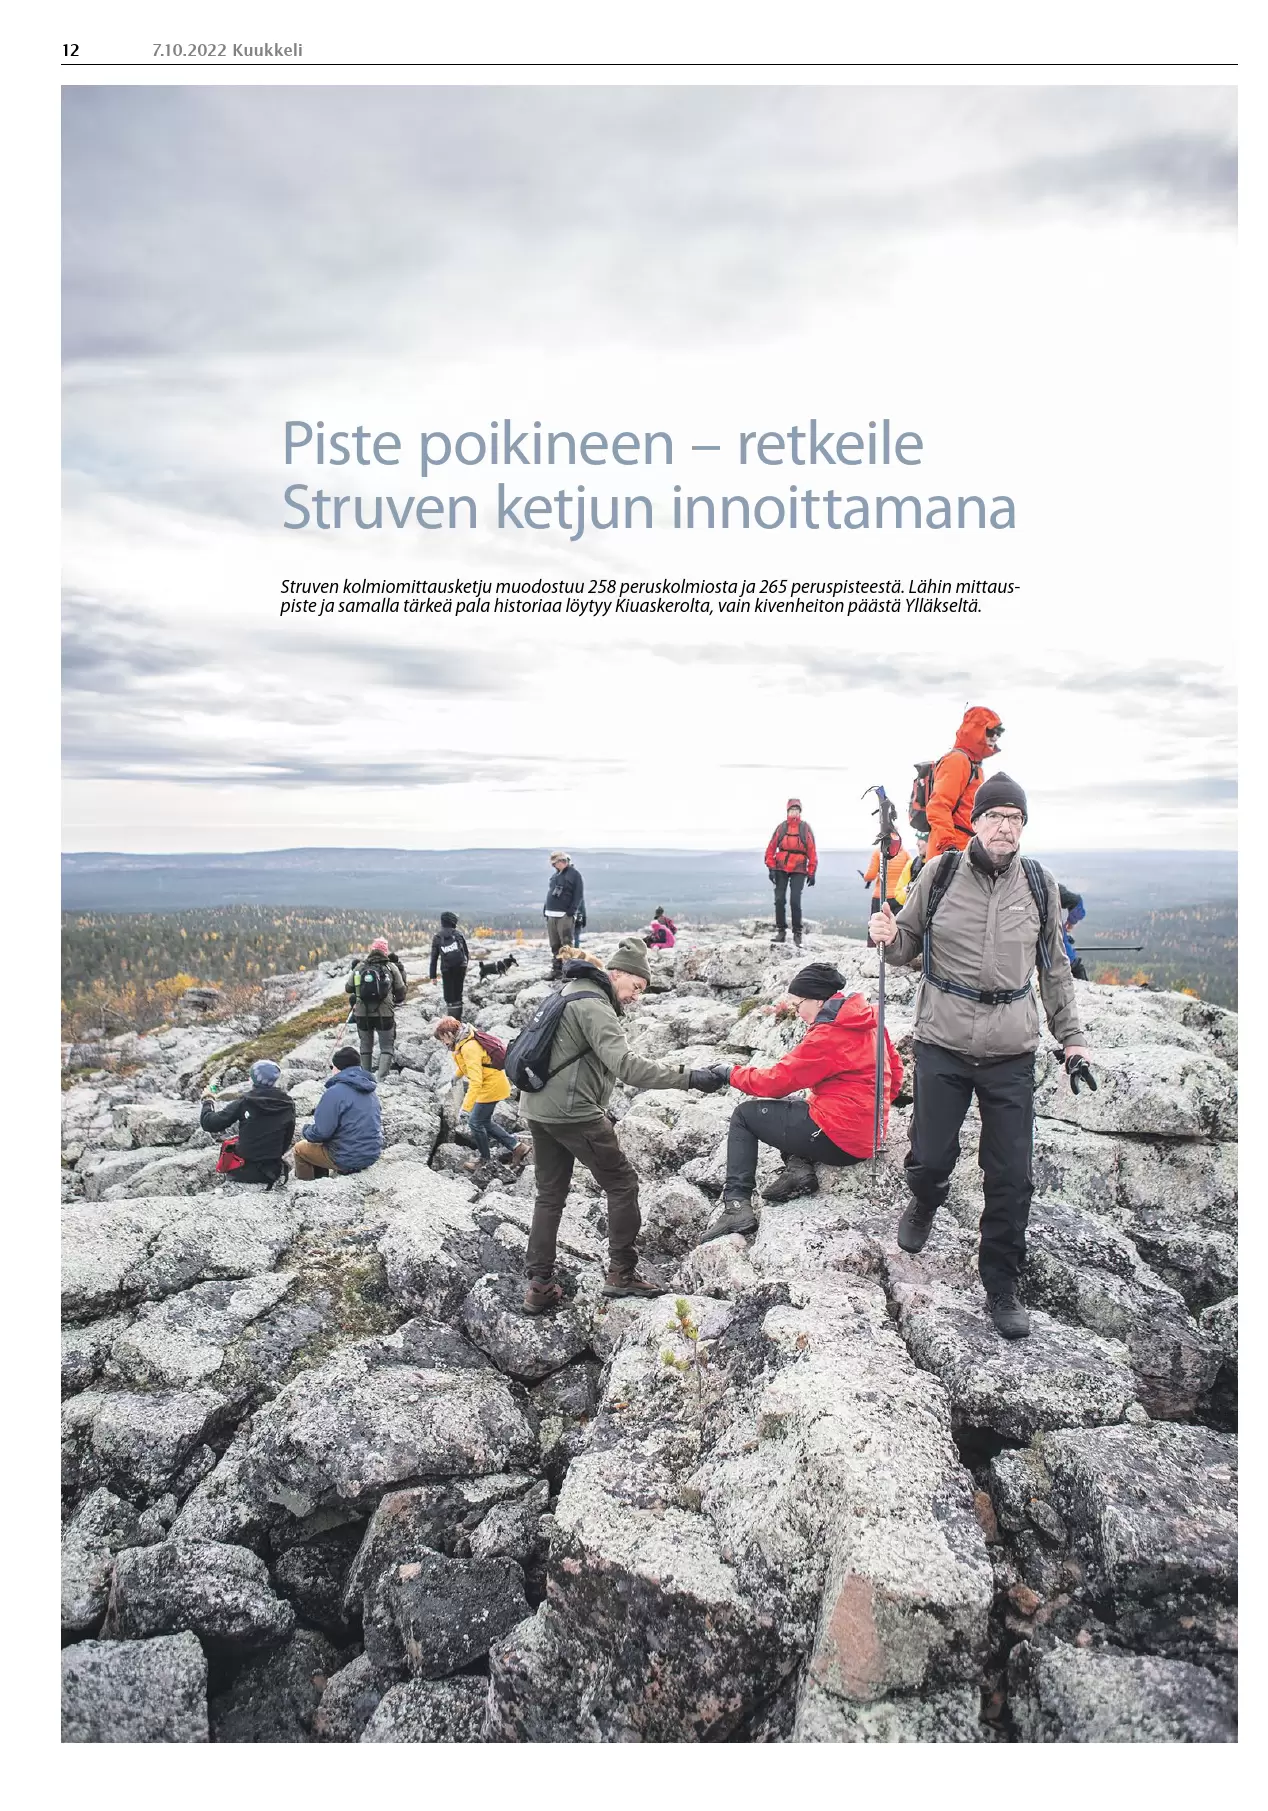 12 7.10.2022 Kuukkeli
Piste poikineen – retkeile
Struven ketjun innoittamana
Struven kolmiomittausketju muodostuu 258 peruskolmiosta ja 265 peruspisteestä. Lähin mittaus-
piste ja samalla tärkeä pala historiaa löytyy Kiuaskerolta, vain kivenheiton päästä Ylläkseltä.